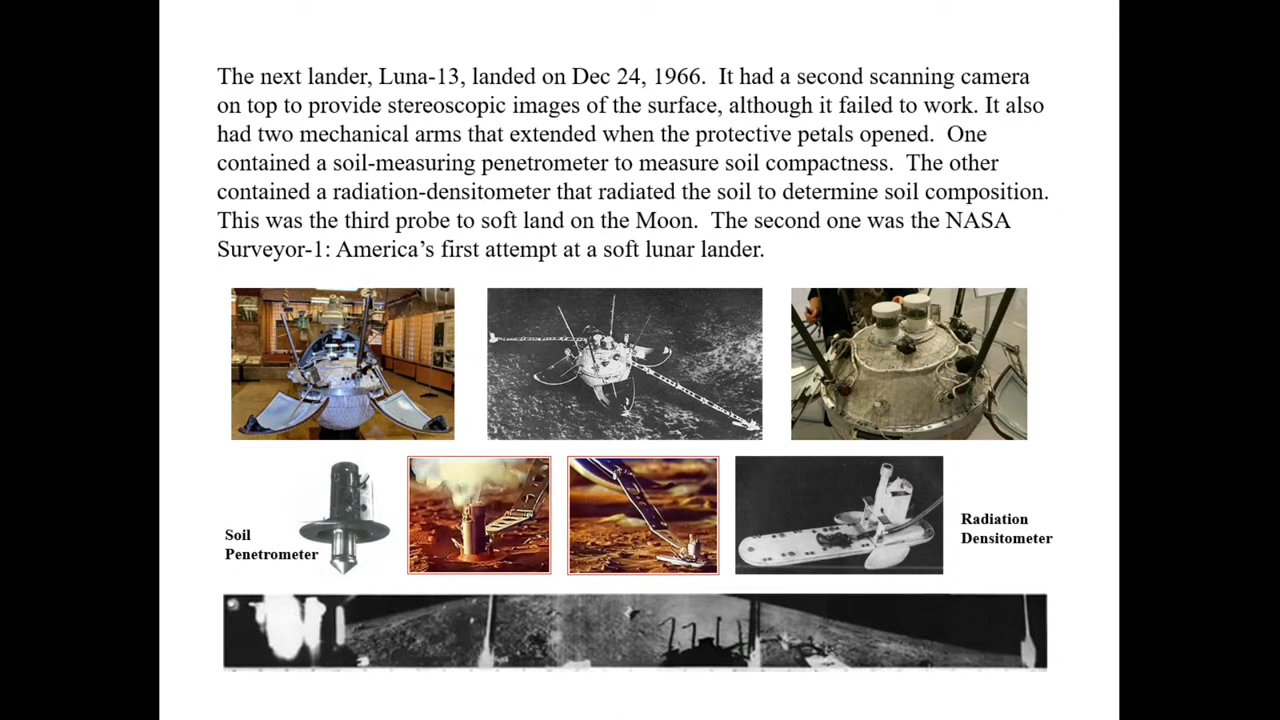 The next lander, Luna-13, landed on Dec 24, 1966.  It had a second scanning camera
on top to provide stereoscopic images of the surface, although it failed to work. It also
had two mechanical arms that extended when the protective petals opened.  One
contained a soil-measuring penetrometer to measure soil compactness.  The other
contained a radiation-densitometer that radiated the soil to determine soil composition.
This was the third probe to soft land on the Moon.  The second one was the NASA
Surveyor-1: America’s first attempt at a soft lunar lander.
Soil
Penetrometer
Radiation
Densitometer